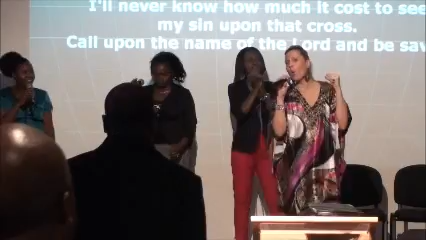 I'll never know how much it cost to see
my sin upon that cross.
Call upon the name of the Lord and be sav